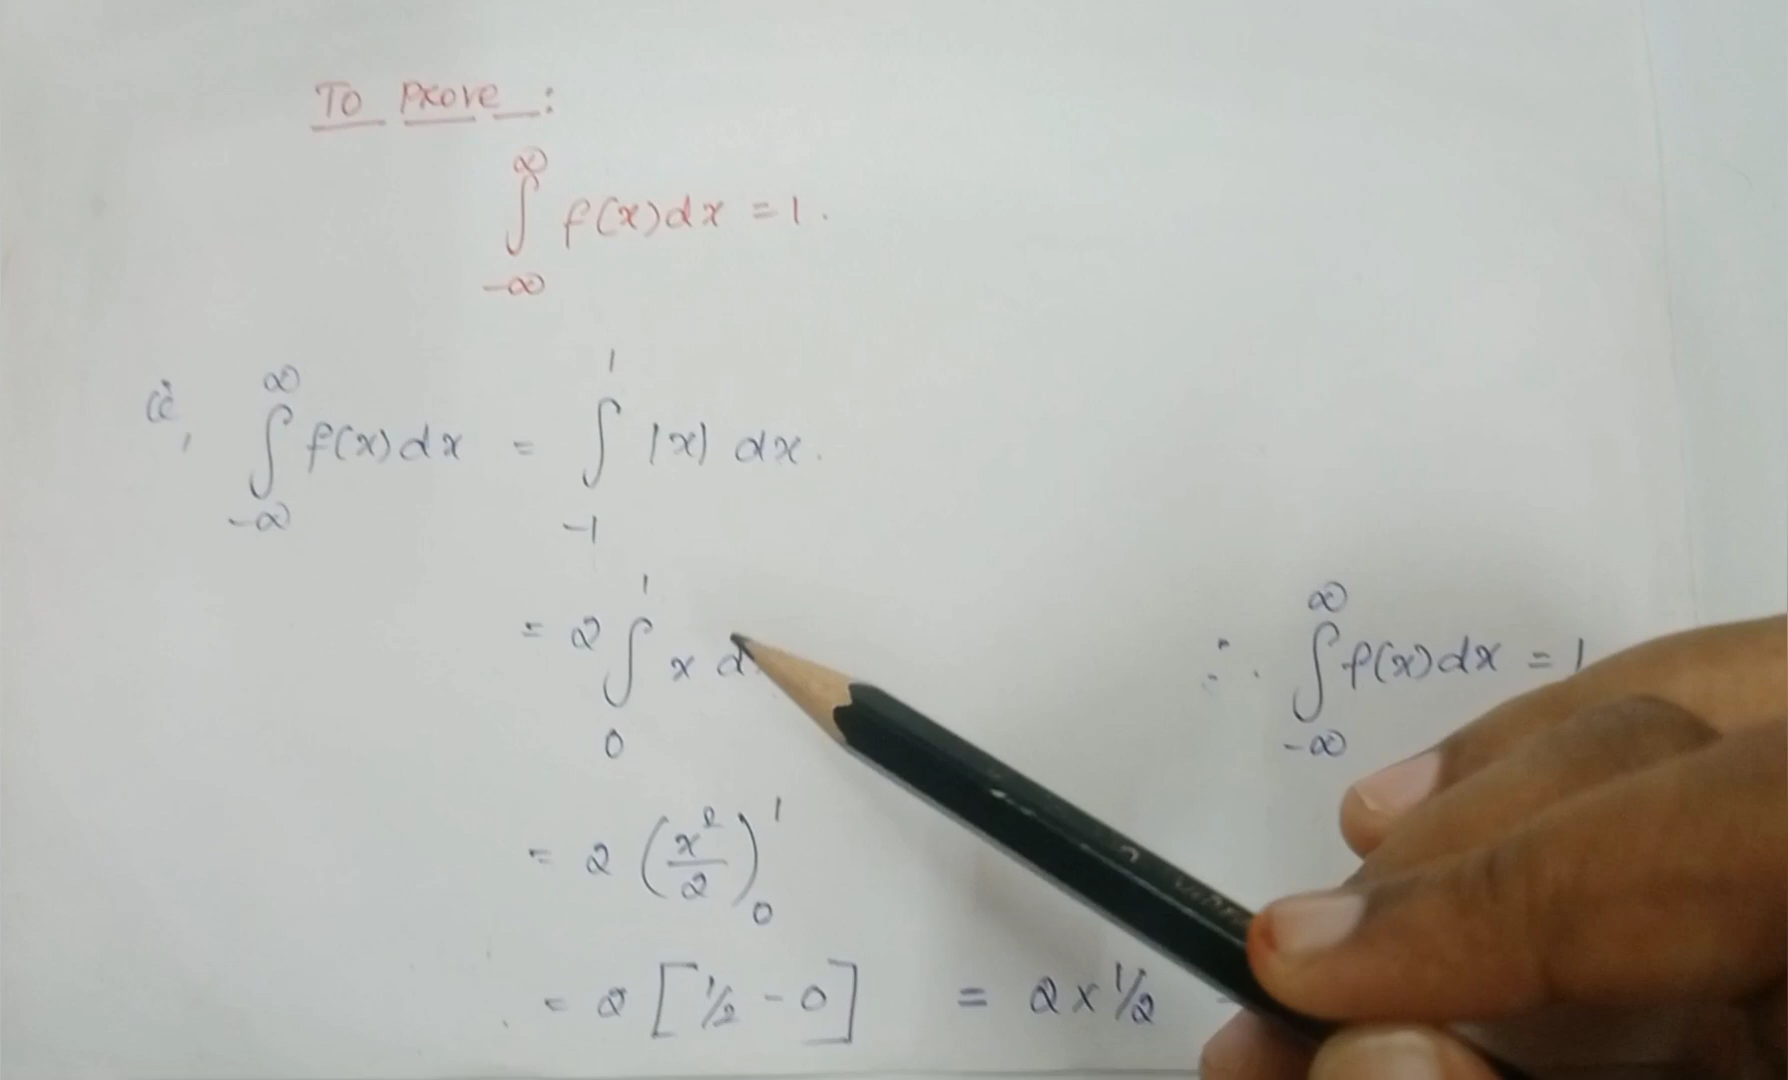 To Prove :
∫_{-∞}^{∞} f(x)dx = 1.
ie, ∫_{-∞}^{∞} f(x)dx = ∫_{-1}^{1} |x| dx.
= 2 ∫_{0}^{1} x d
∴ ∫_{-∞}^{∞} f(x)dx = 1
= 2 (x²/2)_{0}^{1}
= 2 [1/2 - 0] = 2 x 1/2